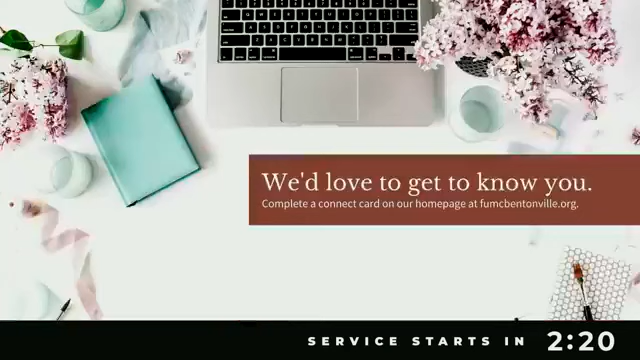 We'd love to get to know you.
Complete a connect card on our homepage at fumcbentonville.org.
SERVICE STARTS IN 2:20